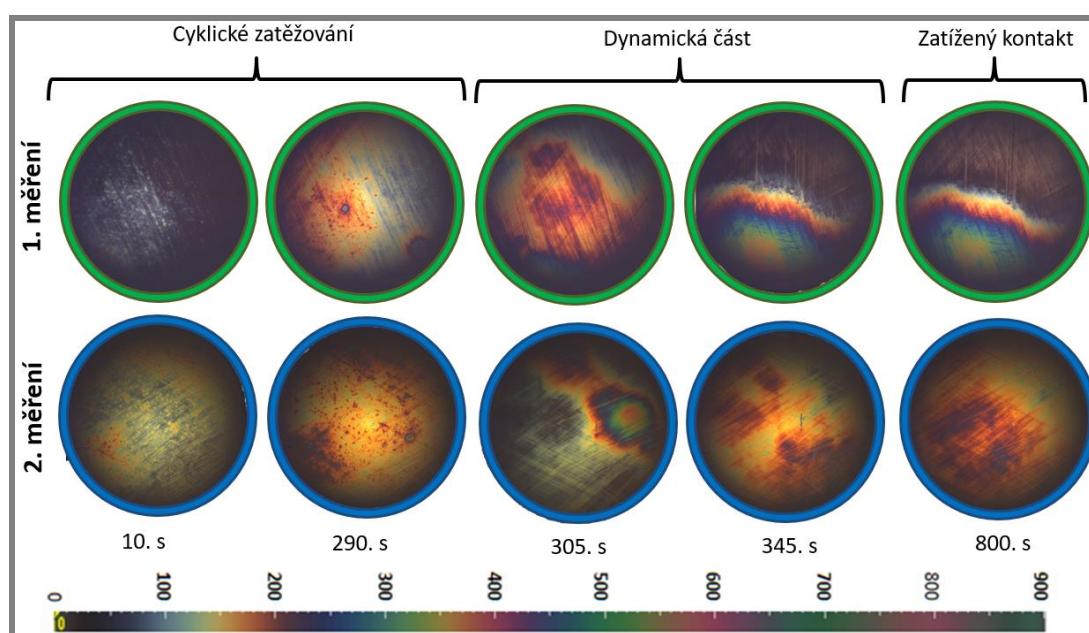 Cyklické zatěžování
Dynamická část
Zatížený kontakt
1. měření
2. měření
10. s
290. s
305. s
345. s
800. s
0 100 200 300 400 500 600 700 800 900
0